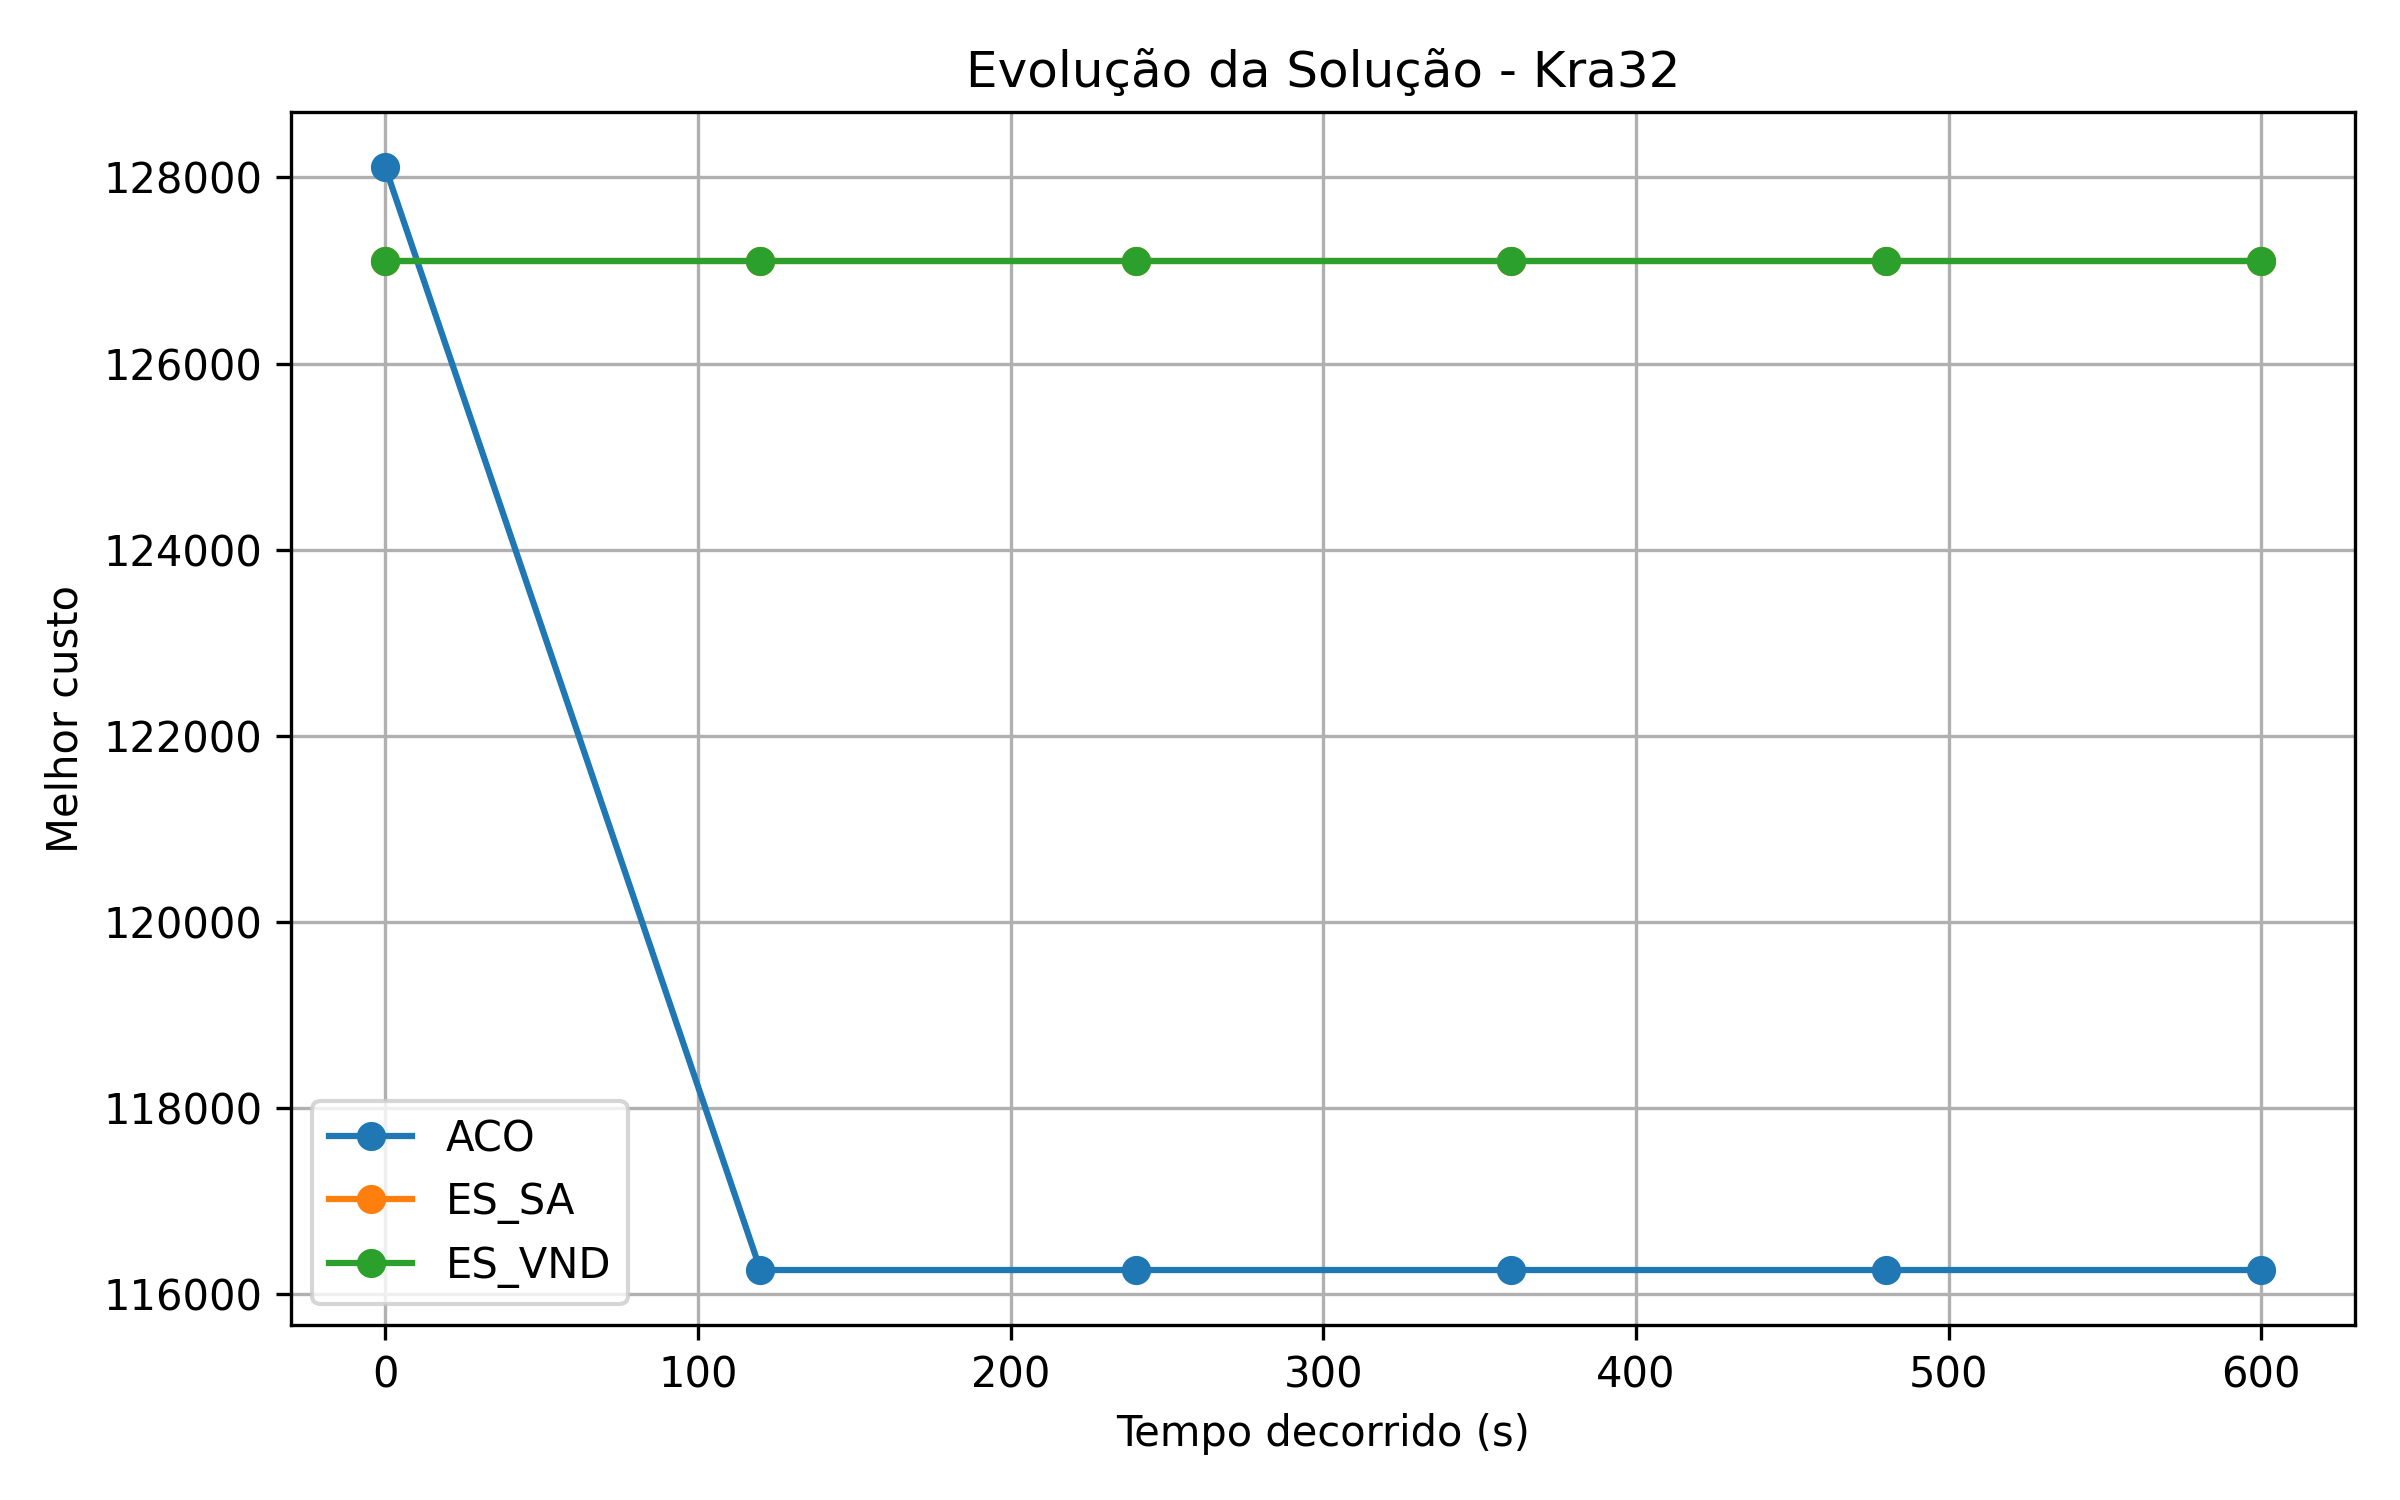 Evolução da Solução - Kra32
Melhor custo
128000
126000
124000
122000
120000
118000
116000
ACO
ES_SA
ES_VND
0 100 200 300 400 500 600
Tempo decorrido (s)